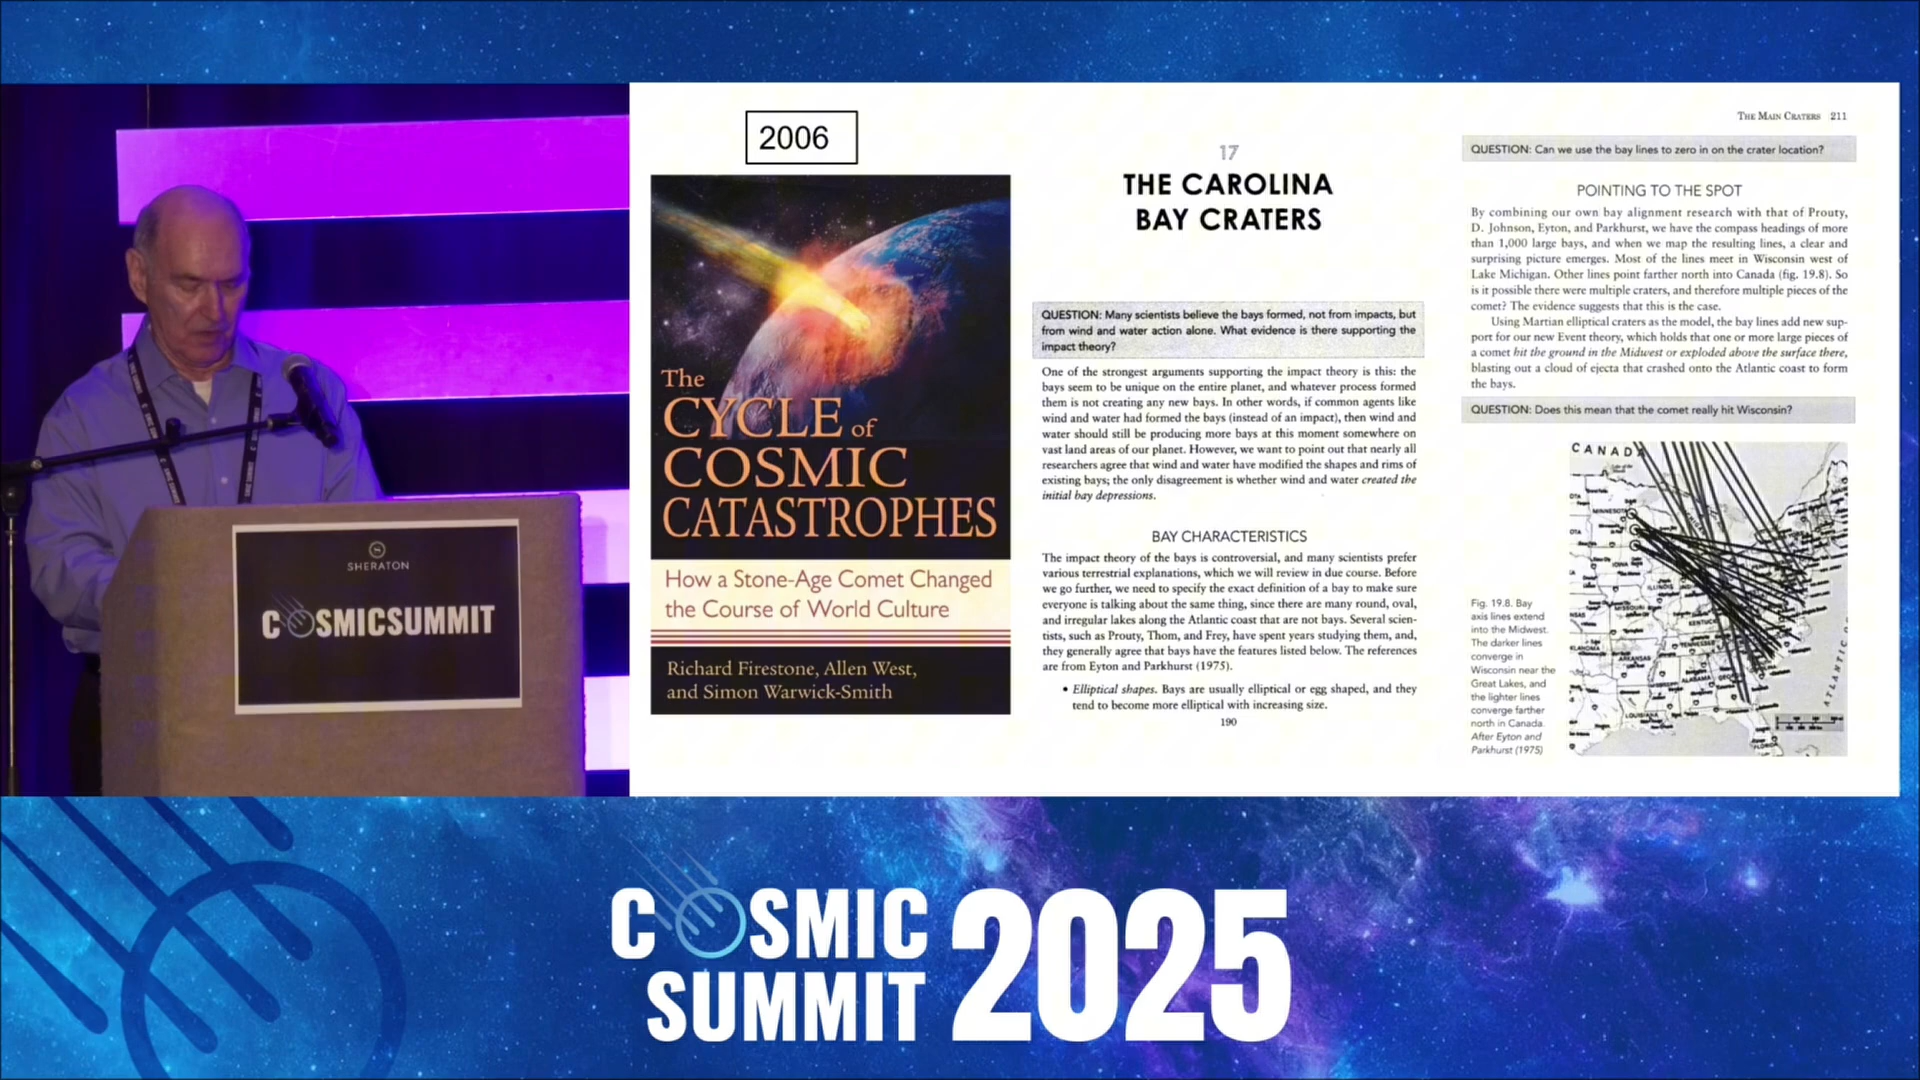 2006
The
CYCLE of
COSMIC
CATASTROPHES
How a Stone-Age Comet Changed
the Course of World Culture
Richard Firestone, Allen West,
and Simon Warwick-Smith
17
THE CAROLINA
BAY CRATERS
QUESTION: Many scientists believe the bays formed, not from impacts, but
from wind and water action alone. What evidence is there supporting the
impact theory?
One of the strongest arguments supporting the impact theory is this: the
bays seem to be unique on the entire planet, and whatever process formed
them is not creating any new bays. In other words, if common agents like
wind and water had formed the bays (instead of an impact), then wind and
water should still be producing more bays at this moment somewhere on
vast land areas of our planet. However, we want to point out that nearly all
researchers agree that wind and water have modified the shapes and rims of
existing bays; the only disagreement is whether wind and water created the
initial bay depressions.
BAY CHARACTERISTICS
The impact theory of the bays is controversial, and many scientists prefer
various terrestrial explanations, which we will review in due course. Before
we go further, we need to specify the exact definition of a bay to make sure
everyone is talking about the same thing, since there are many round, oval,
and irregular lakes along the Atlantic coast that are not bays. Several scien-
tists, such as Prouty, Thom, and Frey, have spent years studying them, and,
they generally agree that bays have the features listed below. The references
are from Eyton and Parkhurst (1975).
• Elliptical shapes. Bays are usually elliptical or egg shaped, and they
tend to become more elliptical with increasing size.
190
THE MAIN CRATERS 211
QUESTION: Can we use the bay lines to zero in on the crater location?
POINTING TO THE SPOT
By combining our own bay alignment research with that of Prouty,
D. Johnson, Eyton, and Parkhurst, we have the compass headings of more
than 1,000 large bays, and when we map the resulting lines, a clear and
surprising picture emerges. Most of the lines meet in Wisconsin west of
Lake Michigan. Other lines point farther north into Canada (fig. 19.8). So
is it possible there were multiple craters, and therefore multiple pieces of the
comet? The evidence suggests that this is the case.
Using Martian elliptical craters as the model, the bay lines add new sup-
port for our new Event theory, which holds that one or more large pieces of
a comet hit the ground in the Midwest or exploded above the surface there,
blasting out a cloud of ejecta that crashed onto the Atlantic coast to form
the bays.
QUESTION: Does this mean that the comet really hit Wisconsin?
CANADA
MINNESOTA
IOWA
ILLINOIS
MISSOURI
KENTUCKY
TENNESSEE
ARKANSAS
ALABAMA
LOUISIANA
FLORIDA
ATLANTIC
Fig. 19.8. Bay
axis lines extend
into the Midwest.
The darker lines
converge in
Wisconsin near the
Great Lakes, and
the lighter lines
converge farther
north in Canada.
After Eyton and
Parkhurst (1975)
SHERATON
COSMICSUMMIT
COSMIC
SUMMIT 2025